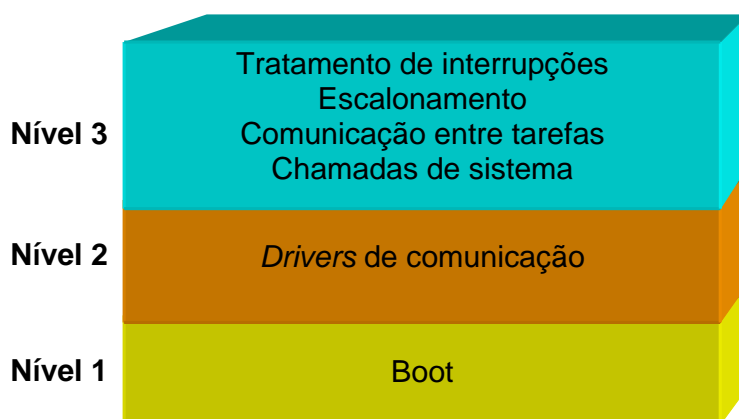 Tratamento de interrupções
Escalonamento
Nível 3
Comunicação entre tarefas
Chamadas de sistema
Nível 2
Drivers de comunicação
Nível 1
Boot